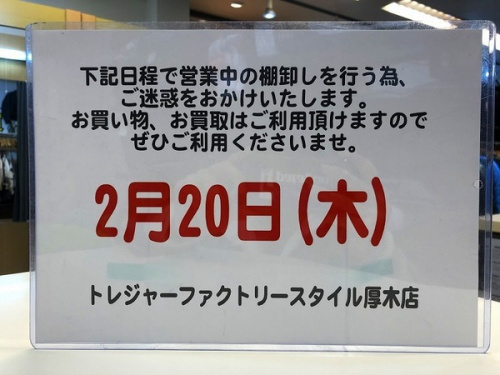 下記日程で営業中の棚卸しを行う為、
ご迷惑をおかけいたします。
お買い物、お買取はご利用頂けますので
ぜひご利用くださいませ。
2月20日(木)
トレジャーファクトリースタイル厚木店